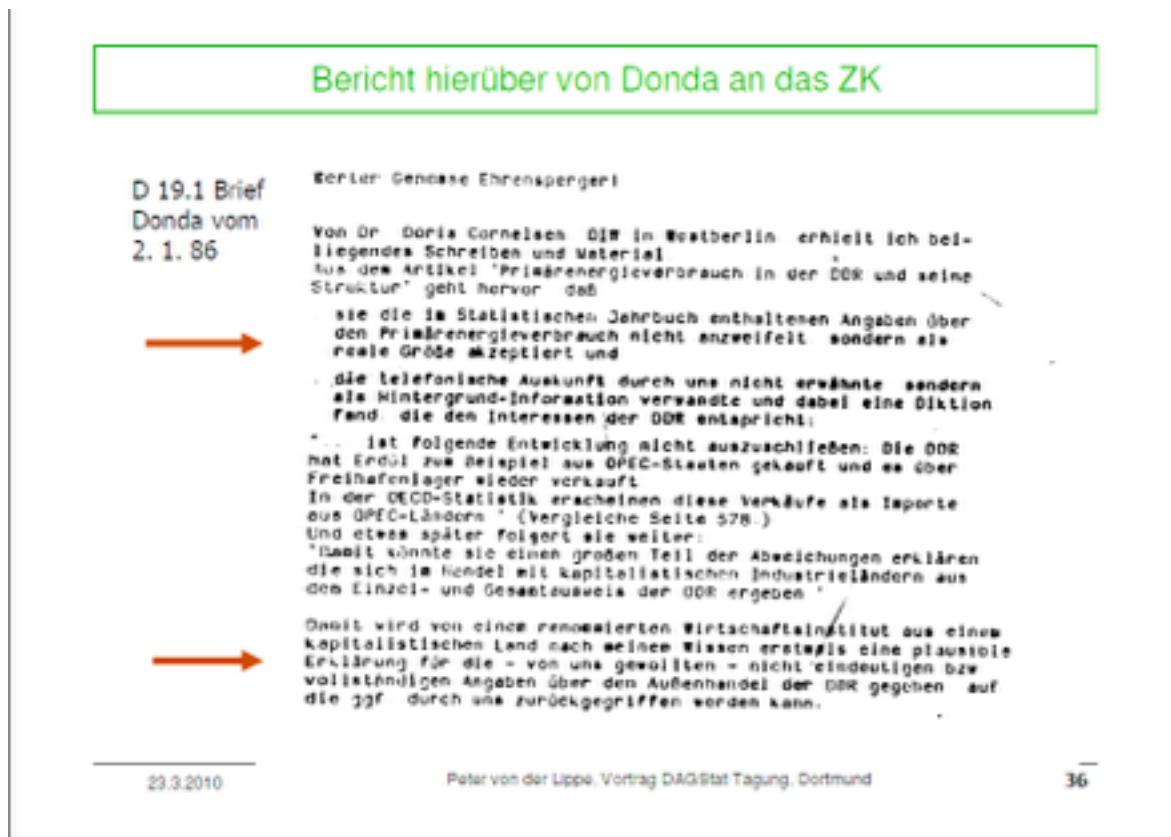 Bericht hierüber von Donda an das ZK
D 19.1 Brief
Donda vom
2. 1. 86
Werter Genosse Ehrensperger!
Von Dr. Doris Cornelsen DIW in Westberlin erhielt ich bei-
liegendes Schreiben und Material
Aus dem Artikel "Primärenergieverbrauch in der DDR und seine
Struktur" geht hervor daß
sie die im Statistischen Jahrbuch enthaltenen Angaben über
den Primärenergieverbrauch nicht anzweifelt sondern als
reale Größe akzeptiert und
die telefonische Auskunft durch uns nicht erwähnte sondern
als Hintergrund-Information verwandte und dabei eine Diktion
fand die den Interessen der DDR entspricht:
"... ist folgende Entwicklung nicht auszuschließen: Die DDR
hat Erdöl zum Beispiel aus OPEC-Staaten gekauft und es über
Freihafenlager wieder verkauft
In der OECD-Statistik erscheinen diese Verkäufe als Importe
aus OPEC-Ländern " (Vergleiche Seite 578.)
Und etwas später folgert sie weiter:
"Damit könnte sie einen großen Teil der Abweichungen erklären
die sich im Handel mit kapitalistischen Industrieländern aus
dem Einzel- und Gesamtausweis der DDR ergeben "
Damit wird von einem renommierten Wirtschaftsinstitut aus einem
kapitalistischen Land nach meinem Wissen erstmals eine plausible
Erklärung für die - von uns gewollten - nicht eindeutigen bzw
vollständigen Angaben über den Außenhandel der DDR gegeben auf
die ggf. durch uns zurückgegriffen werden kann.
23.3.2010
Peter von der Lippe, Vortrag DAGStat Tagung, Dortmund
36